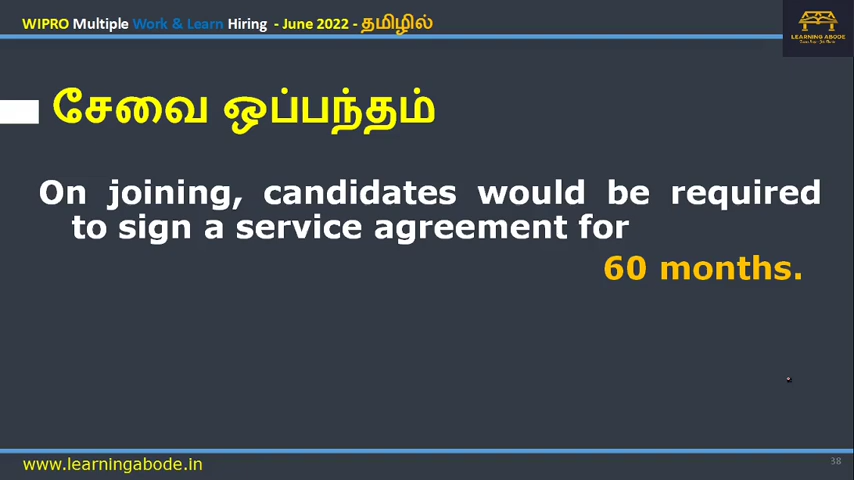 WIPRO Multiple Work & Learn Hiring - June 2022 - தமிழில்
LEARNING ABODE
சேவை ஒப்பந்தம்
On joining, candidates would be required
to sign a service agreement for
60 months.
www.learningabode.in
38